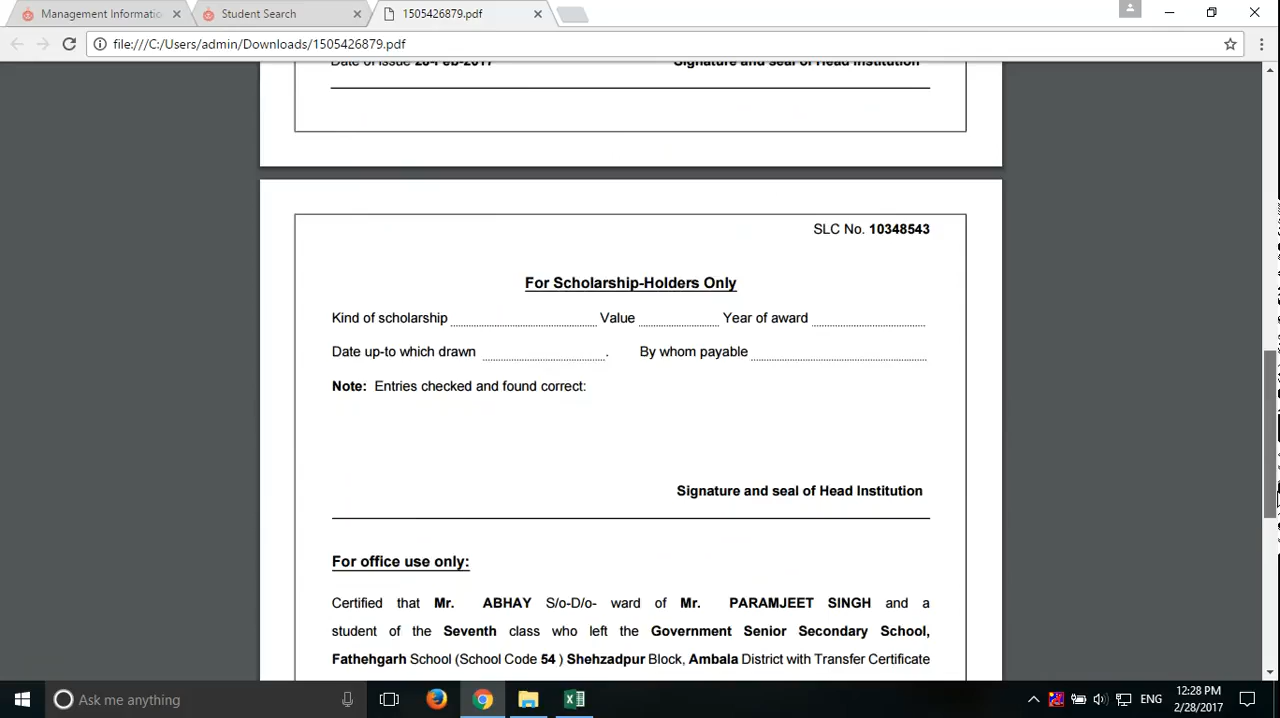 Management Informatic
Student Search
1505426879.pdf
file:///C:/Users/admin/Downloads/1505426879.pdf
Date of Issue 28-Feb-2017 Signature and seal of Head Institution
SLC No. 10348543
For Scholarship-Holders Only
Kind of scholarship Value Year of award
Date up-to which drawn . By whom payable
Note: Entries checked and found correct:
Signature and seal of Head Institution
For office use only:
Certified that Mr. ABHAY S/o-D/o- ward of Mr. PARAMJEET SINGH and a
student of the Seventh class who left the Government Senior Secondary School,
Fathehgarh School (School Code 54 ) Shehzadpur Block, Ambala District with Transfer Certificate
Ask me anything
ENG
12:28 PM
2/28/2017